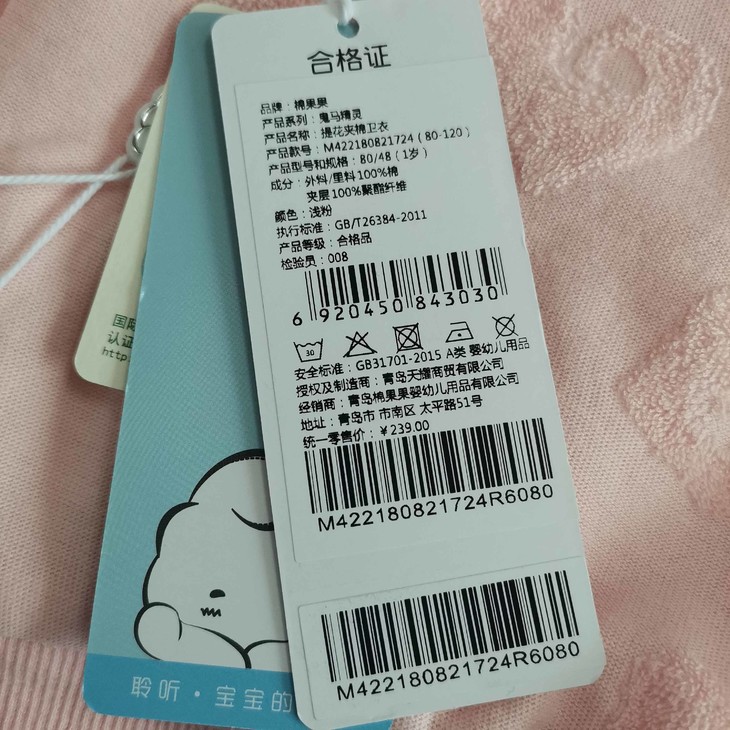 合格证
品牌：棉果果
产品系列：鬼马精灵
产品名称：提花夹棉卫衣
产品款号：M422180821724（80-120）
产品型号和规格：80/48（1岁）
成分：外料/里料100%棉
夹层100%聚酯纤维
颜色：浅粉
执行标准：GB/T26384-2011
产品等级：合格品
检验员：008
6 920450 843030
30
安全标准：GB31701-2015 A类 婴幼儿用品
授权及制造商：青岛天耀商贸有限公司
经销商：青岛棉果果婴幼儿用品有限公司
地址：青岛市 市南区 太平路51号
统一零售价：¥239.00
M422180821724R6080
M422180821724R6080
国际
认证
http
聆听·宝宝的